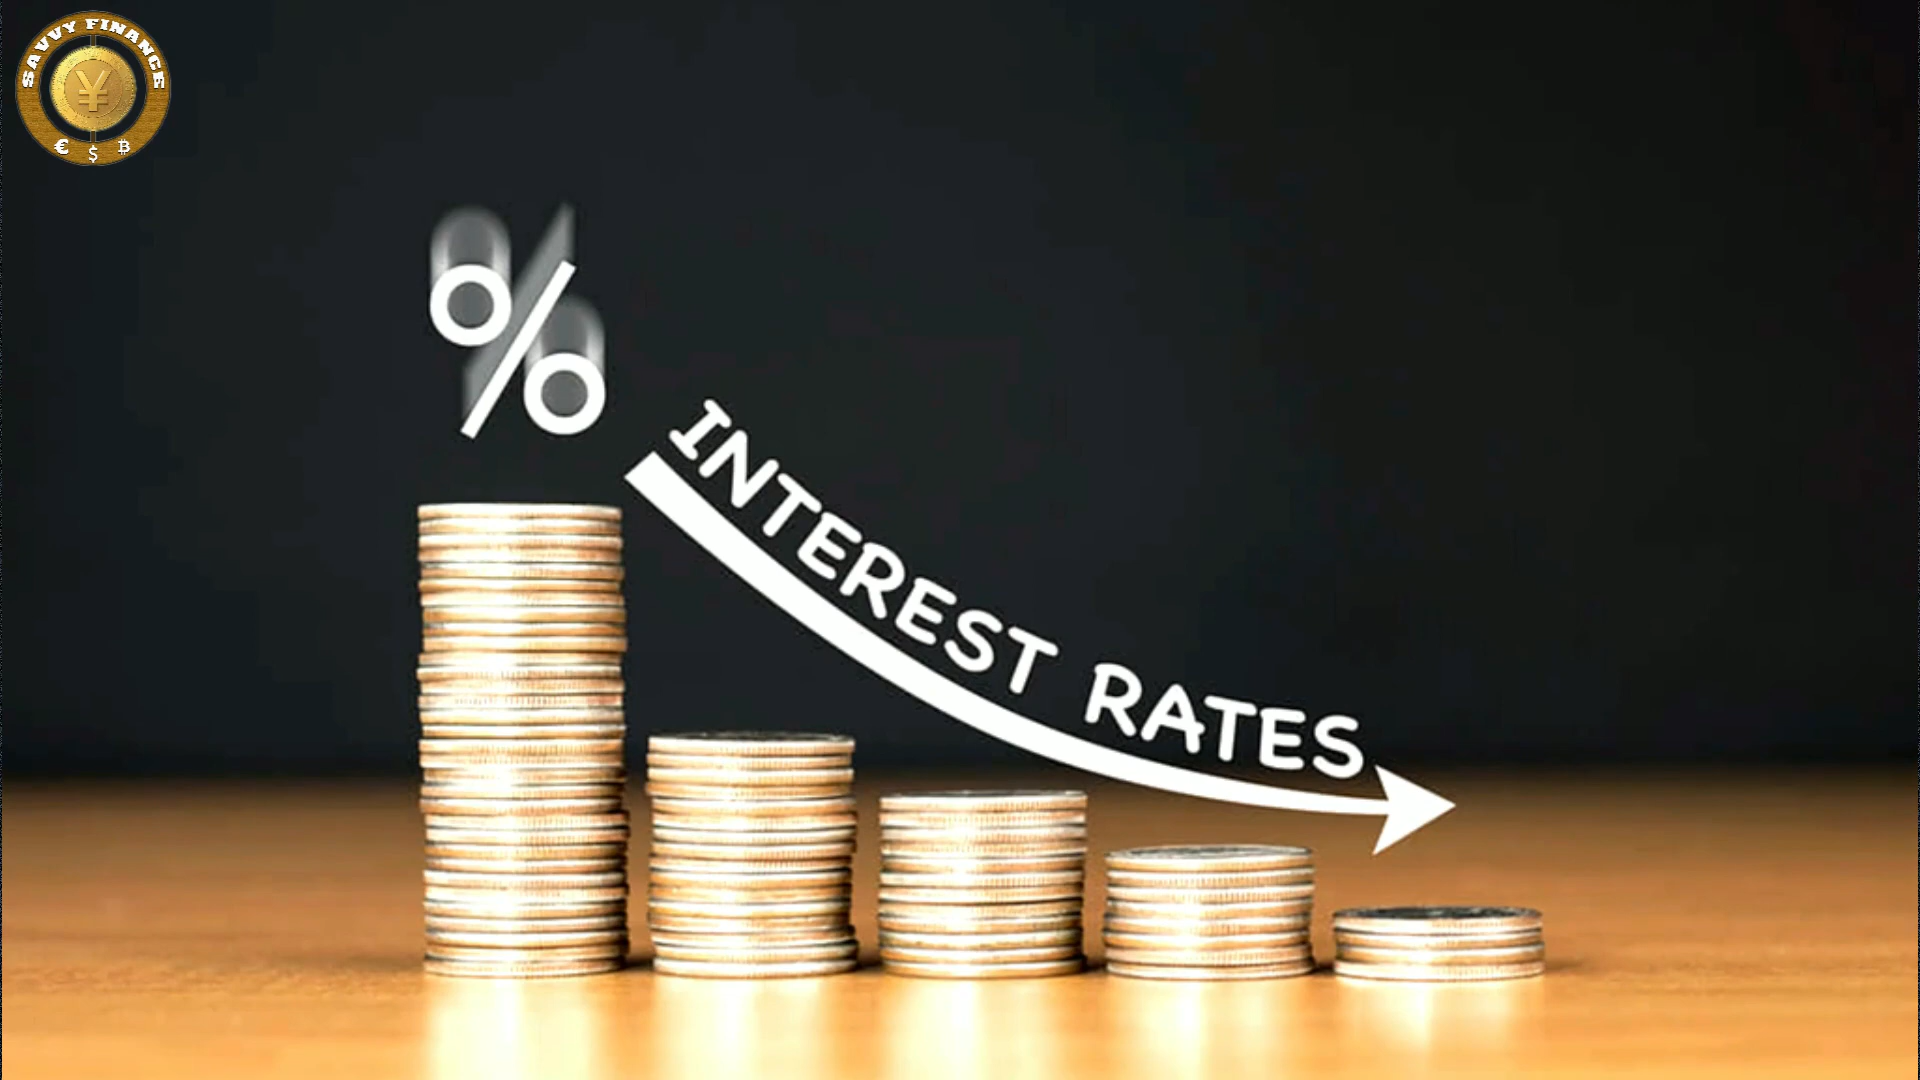 SAVVY FINANCE
¥
€ $ ₿
%
INTEREST RATES